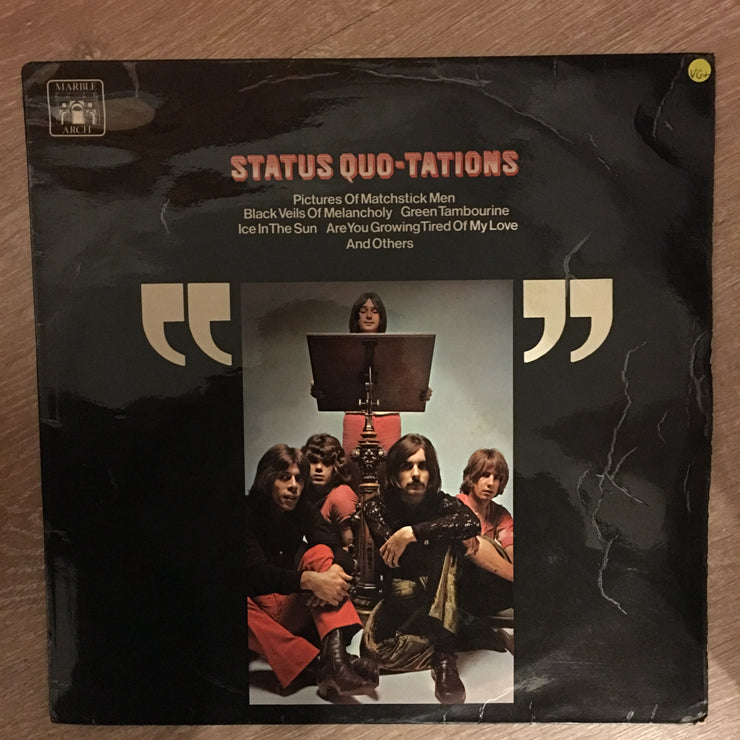 MARBLE
ARCH
VG+
STATUS QUO-TATIONS
Pictures Of Matchstick Men
Black Veils Of Melancholy Green Tambourine
Ice In The Sun Are You Growing Tired Of My Love
And Others
“ ”